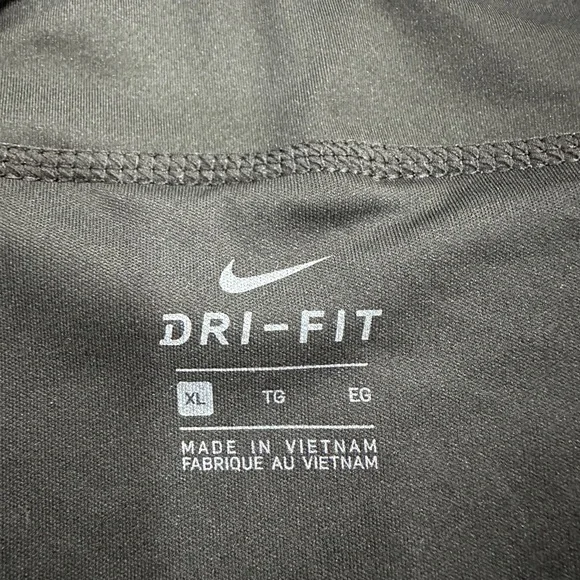 DRI-FIT
XL TG EG
MADE IN VIETNAM
FABRIQUE AU VIETNAM